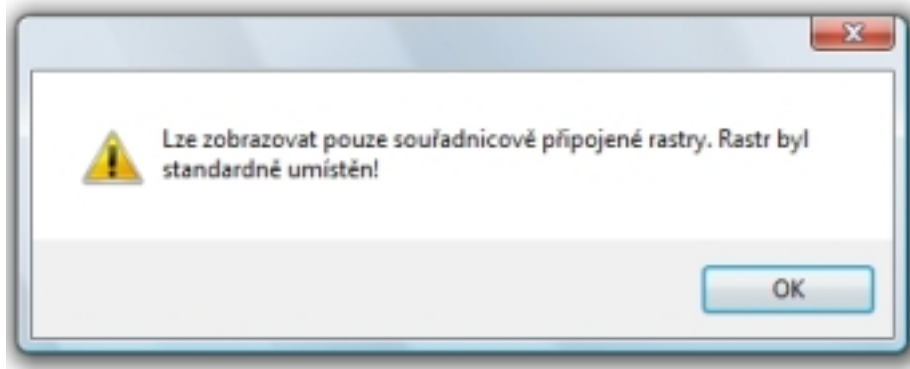 Lze zobrazovat pouze souřadnicově připojené rastry. Rastr byl
standardně umístěn!
OK